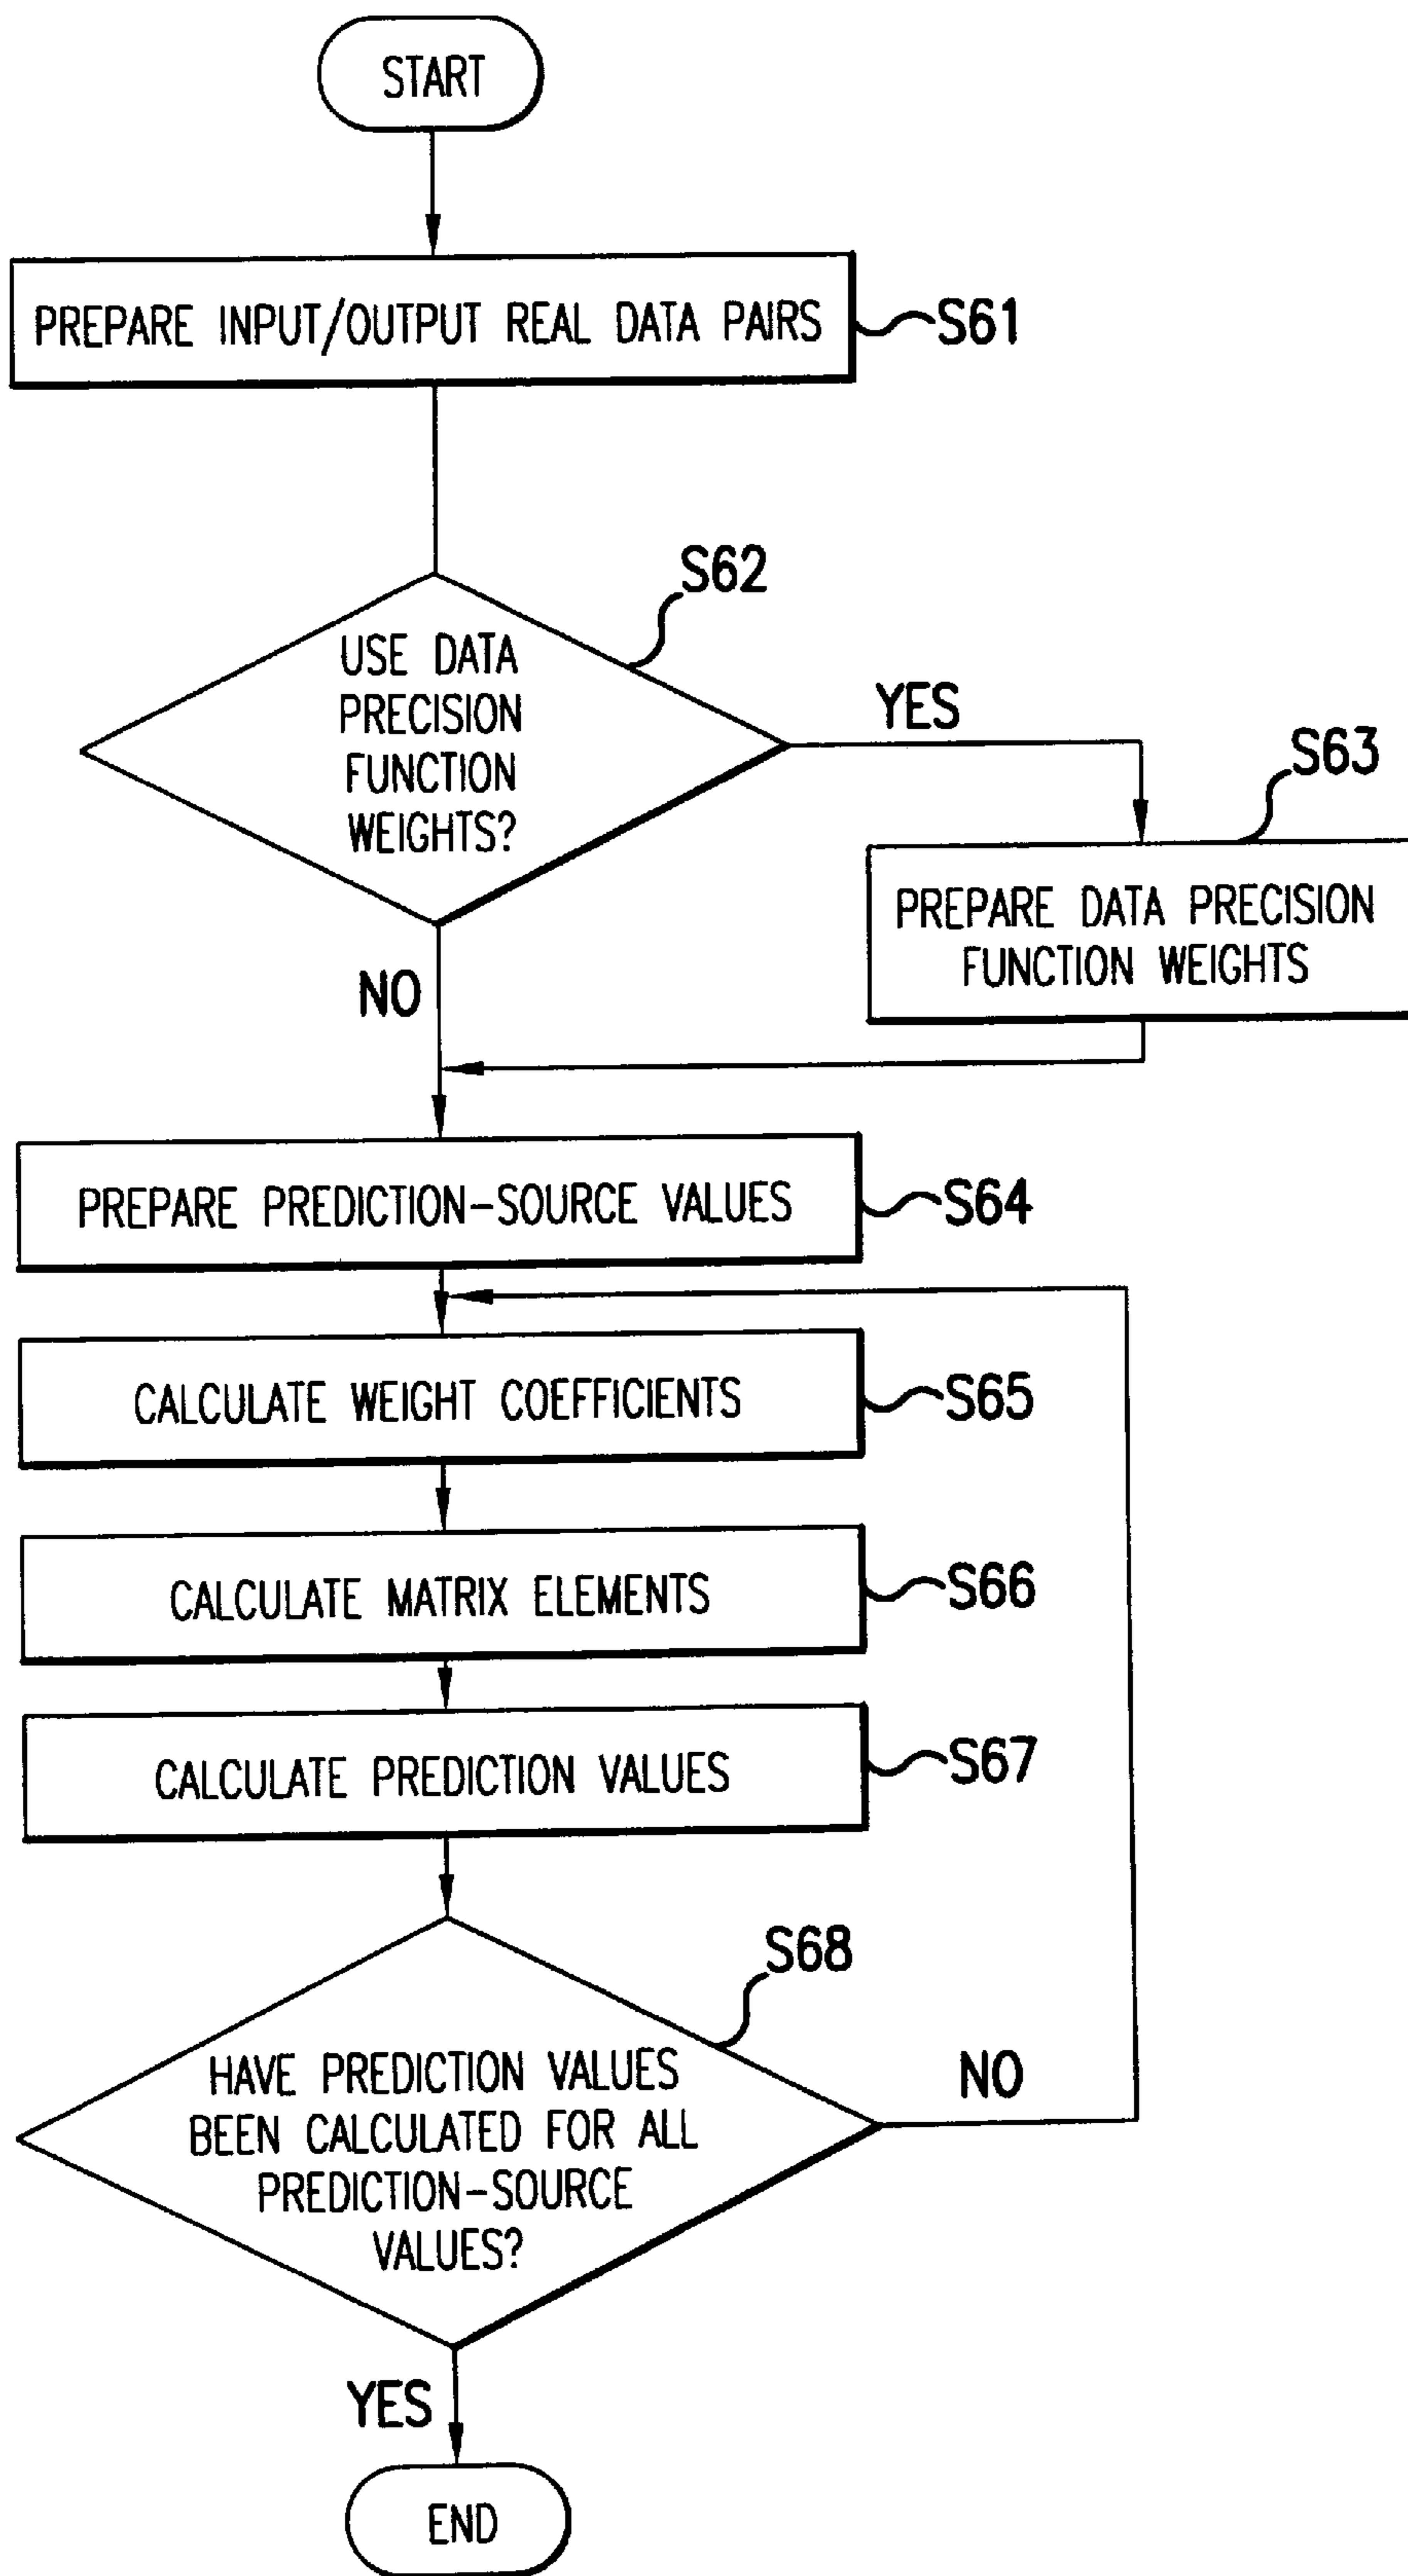 START
PREPARE INPUT/OUTPUT REAL DATA PAIRS
S61
S62
USE DATA
PRECISION
FUNCTION
WEIGHTS?
YES
S63
PREPARE DATA PRECISION
FUNCTION WEIGHTS
NO
PREPARE PREDICTION-SOURCE VALUES
S64
CALCULATE WEIGHT COEFFICIENTS
S65
CALCULATE MATRIX ELEMENTS
S66
CALCULATE PREDICTION VALUES
S67
S68
HAVE PREDICTION VALUES
BEEN CALCULATED FOR ALL
PREDICTION-SOURCE
VALUES?
NO
YES
END